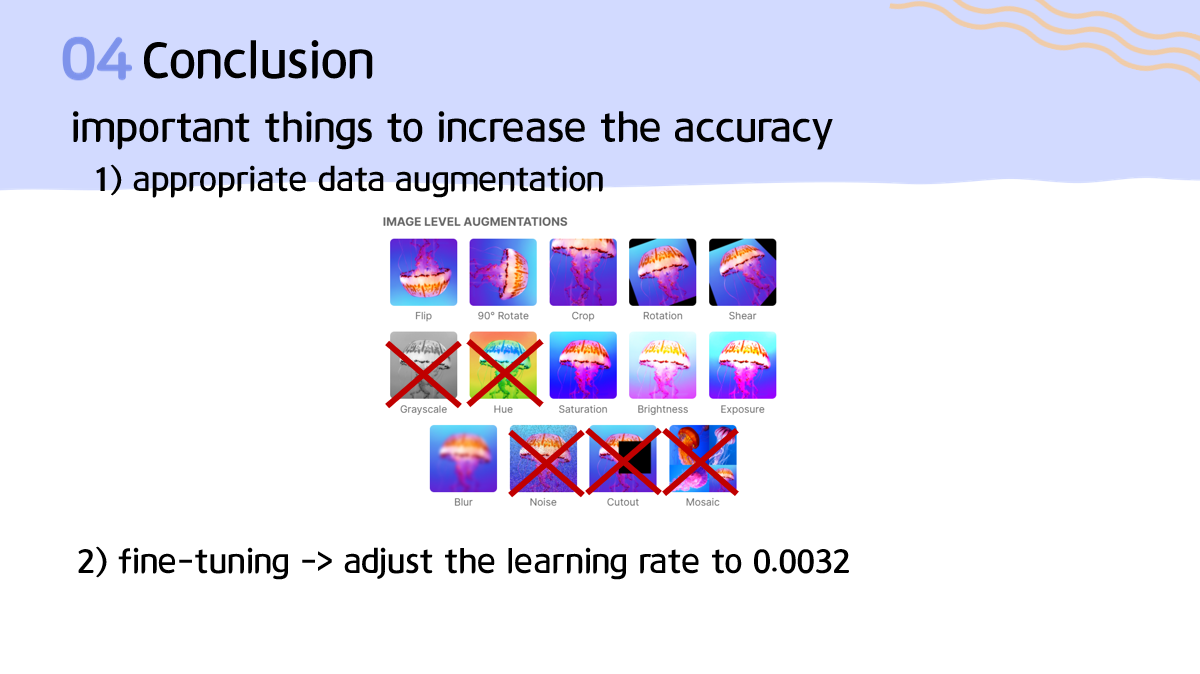 04 Conclusion
important things to increase the accuracy
1) appropriate data augmentation
IMAGE LEVEL AUGMENTATIONS
Flip 90° Rotate Crop Rotation Shear
Grayscale Hue Saturation Brightness Exposure
Blur Noise Cutout Mosaic
2) fine-tuning -> adjust the learning rate to 0.0032